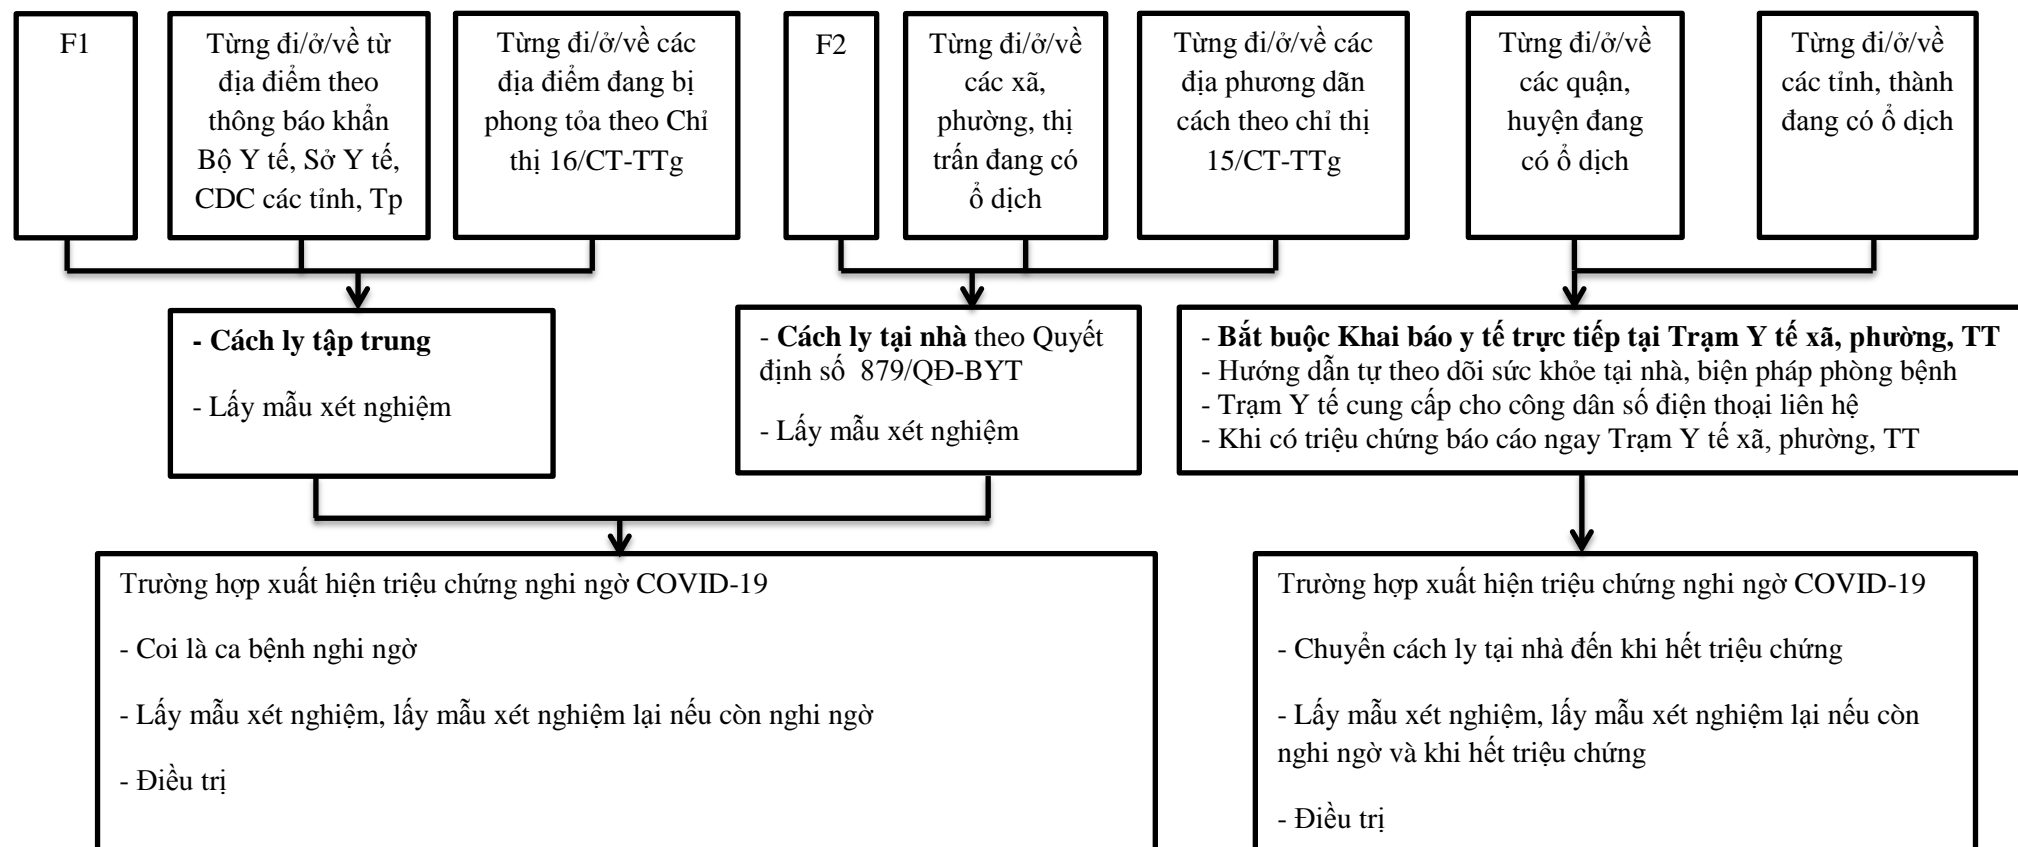 F1
Từng đi/ở/về từ
địa điểm theo
thông báo khẩn
Bộ Y tế, Sở Y tế,
CDC các tỉnh, Tp
Từng đi/ở/về các
địa điểm đang bị
phong tỏa theo Chỉ
thị 16/CT-TTg
F2
Từng đi/ở/về
các xã,
phường, thị
trấn đang có
ổ dịch
Từng đi/ở/về các
địa phương dãn
cách theo chỉ thị
15/CT-TTg
Từng đi/ở/về
các quận,
huyện đang
có ổ dịch
Từng đi/ở/về
các tỉnh, thành
đang có ổ dịch
- Cách ly tập trung
- Lấy mẫu xét nghiệm
- Cách ly tại nhà theo Quyết
định số 879/QĐ-BYT
- Lấy mẫu xét nghiệm
- Bắt buộc Khai báo y tế trực tiếp tại Trạm Y tế xã, phường, TT
- Hướng dẫn tự theo dõi sức khỏe tại nhà, biện pháp phòng bệnh
- Trạm Y tế cung cấp cho công dân số điện thoại liên hệ
- Khi có triệu chứng báo cáo ngay Trạm Y tế xã, phường, TT
Trường hợp xuất hiện triệu chứng nghi ngờ COVID-19
- Coi là ca bệnh nghi ngờ
- Lấy mẫu xét nghiệm, lấy mẫu xét nghiệm lại nếu còn nghi ngờ
- Điều trị
Trường hợp xuất hiện triệu chứng nghi ngờ COVID-19
- Chuyển cách ly tại nhà đến khi hết triệu chứng
- Lấy mẫu xét nghiệm, lấy mẫu xét nghiệm lại nếu còn
nghi ngờ và khi hết triệu chứng
- Điều trị